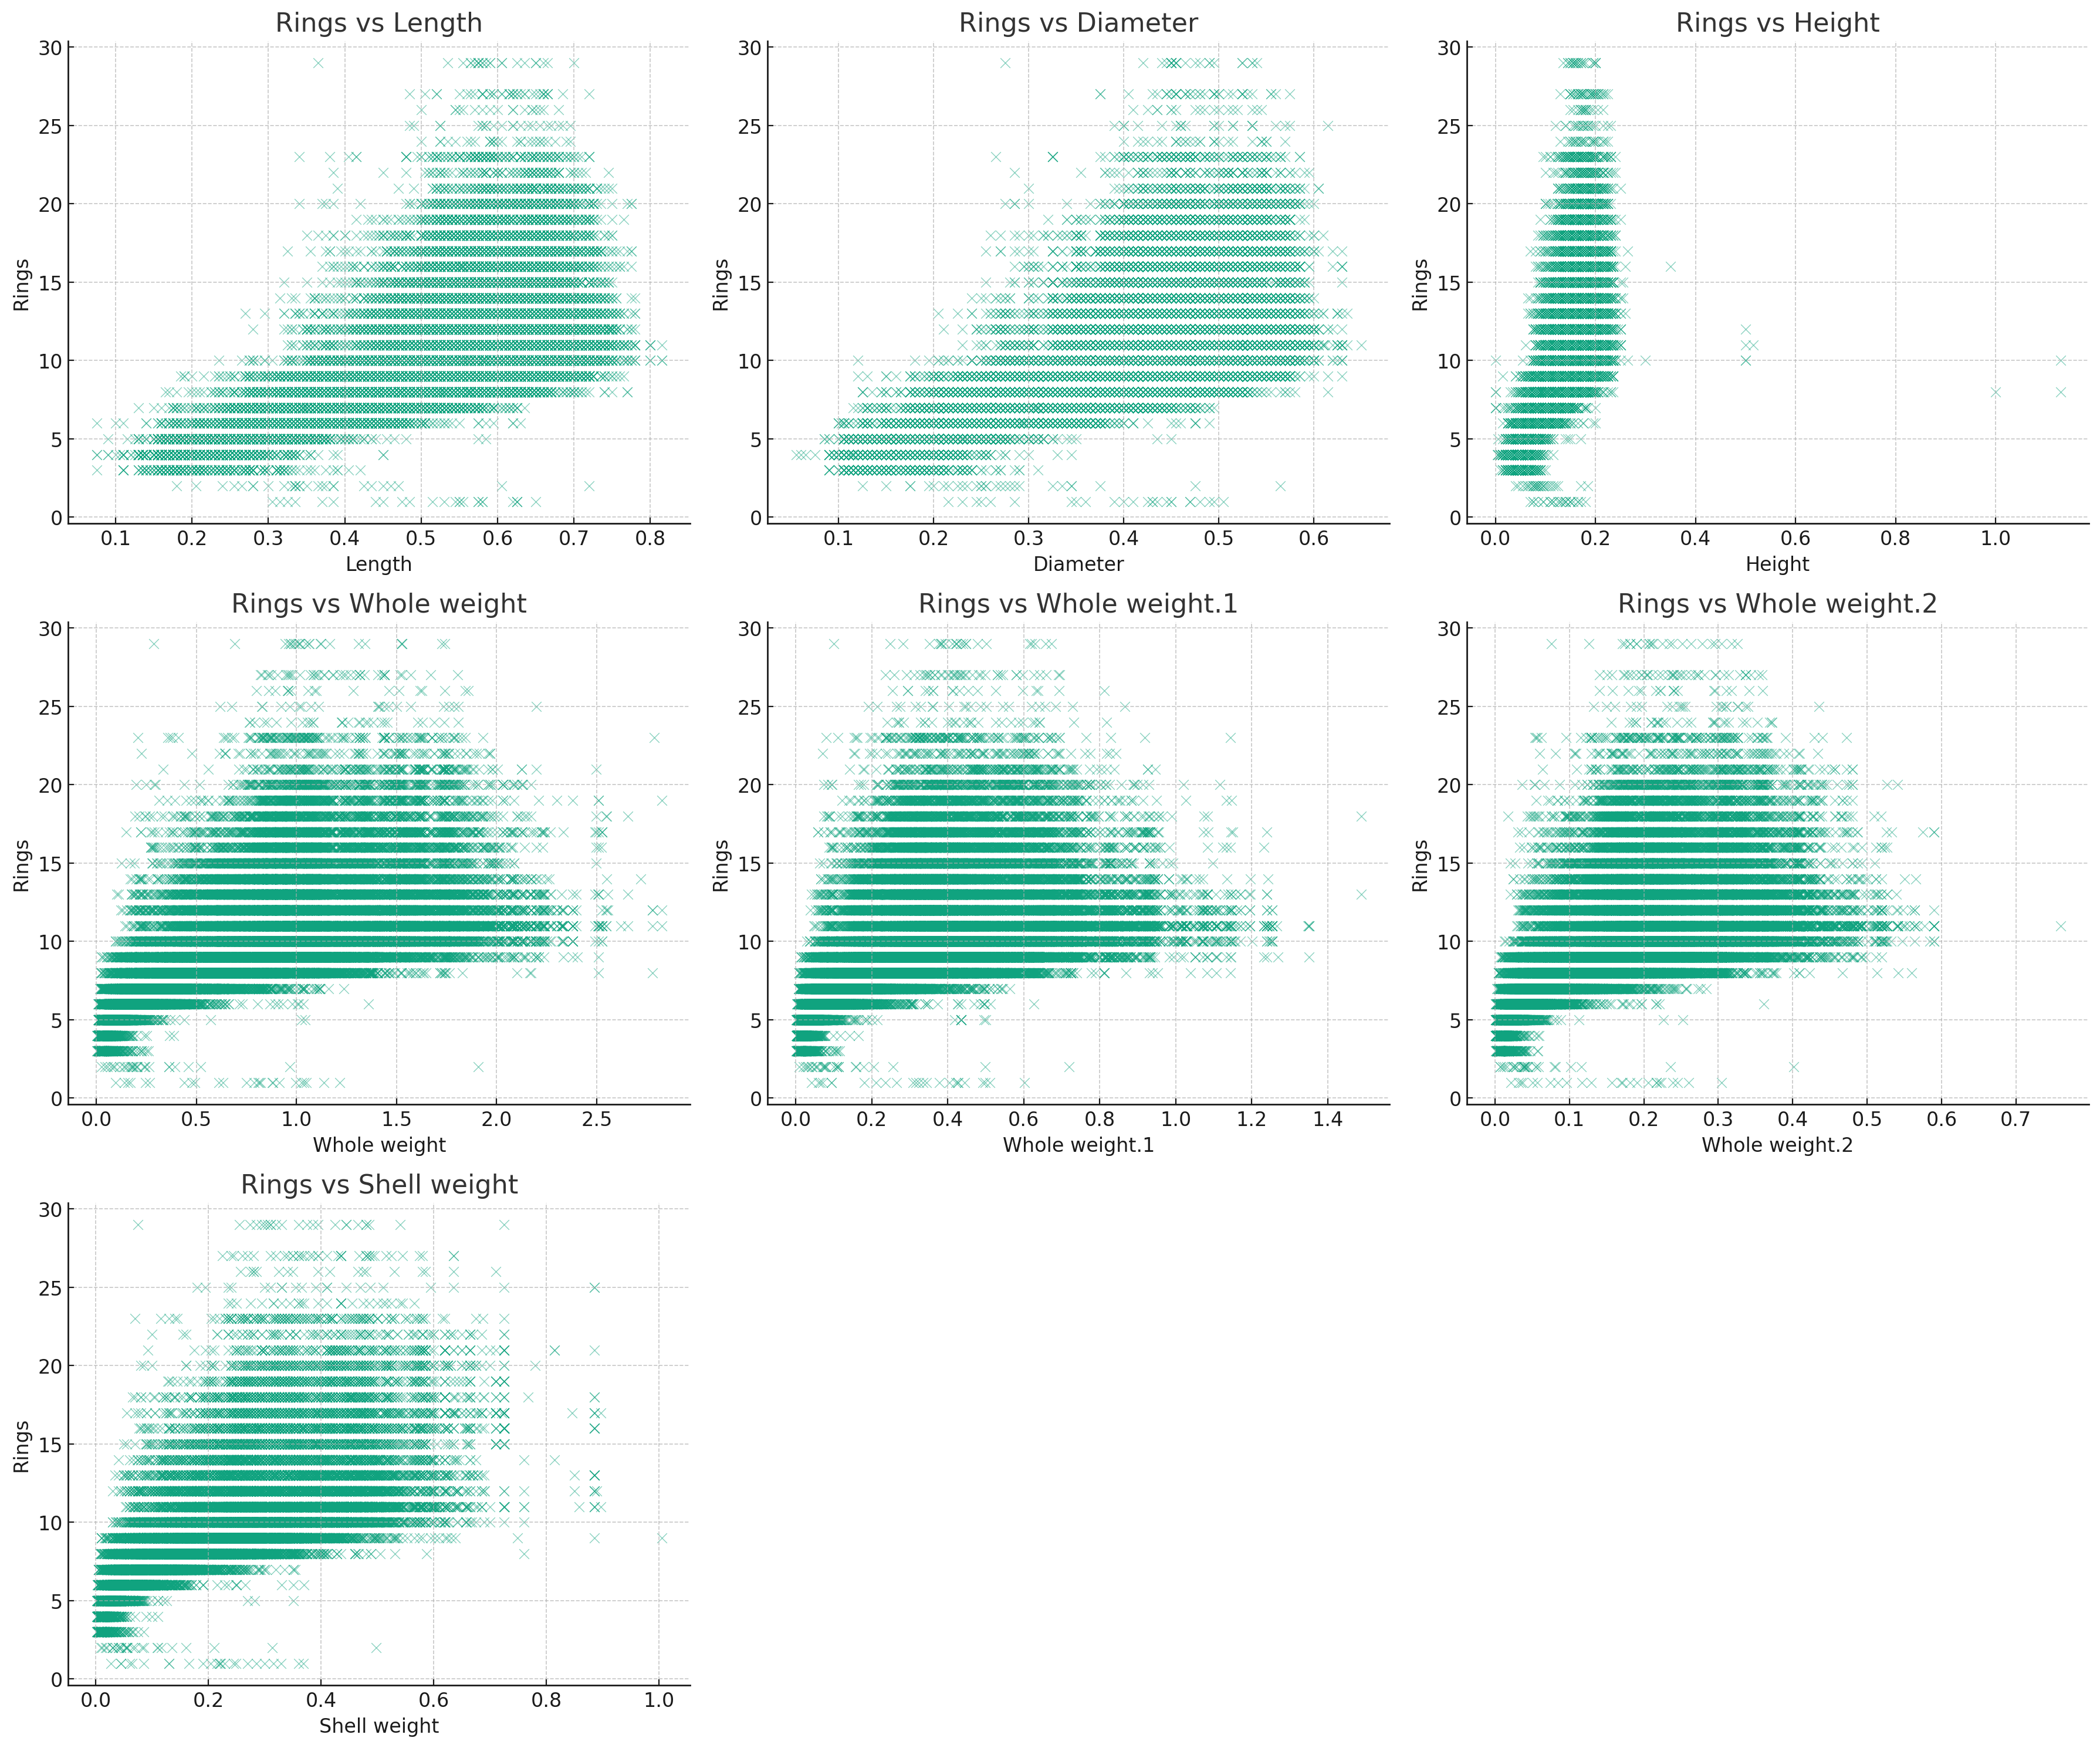 Rings vs Length
30
25
20
15
10
5
0
Rings
0.1 0.2 0.3 0.4 0.5 0.6 0.7 0.8
Length
Rings vs Diameter
30
25
20
15
10
5
0
Rings
0.1 0.2 0.3 0.4 0.5 0.6
Diameter
Rings vs Height
30
25
20
15
10
5
0
Rings
0.0 0.2 0.4 0.6 0.8 1.0
Height
Rings vs Whole weight
30
25
20
15
10
5
0
Rings
0.0 0.5 1.0 1.5 2.0 2.5
Whole weight
Rings vs Whole weight.1
30
25
20
15
10
5
0
Rings
0.0 0.2 0.4 0.6 0.8 1.0 1.2 1.4
Whole weight.1
Rings vs Whole weight.2
30
25
20
15
10
5
0
Rings
0.0 0.1 0.2 0.3 0.4 0.5 0.6 0.7
Whole weight.2
Rings vs Shell weight
30
25
20
15
10
5
0
Rings
0.0 0.2 0.4 0.6 0.8 1.0
Shell weight